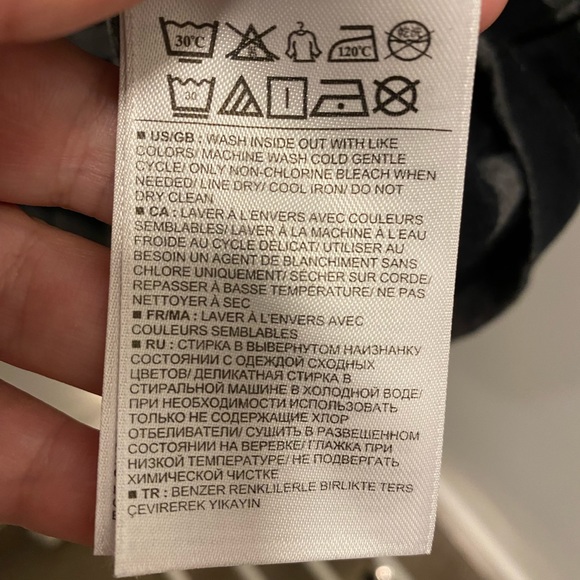 30°C 120°C 乾洗
30
■ US/GB : WASH INSIDE OUT WITH LIKE
COLORS/ MACHINE WASH COLD GENTLE
CYCLE/ ONLY NON-CHLORINE BLEACH WHEN
NEEDED/ LINE DRY/ COOL IRON/ DO NOT
DRY CLEAN
■ CA : LAVER À L'ENVERS AVEC COULEURS
SEMBLABLES/ LAVER À LA MACHINE À L'EAU
FROIDE AU CYCLE DÉLICAT/ UTILISER AU
BESOIN UN AGENT DE BLANCHIMENT SANS
CHLORE UNIQUEMENT/ SÉCHER SUR CORDE/
REPASSER À BASSE TEMPÉRATURE/ NE PAS
NETTOYER À SEC
■ FR/MA : LAVER À L'ENVERS AVEC
COULEURS SEMBLABLES
■ RU : СТИРКА В ВЫВЕРНУТОМ НАИЗНАНКУ
СОСТОЯНИИ С ОДЕЖДОЙ СХОДНЫХ
ЦВЕТОВ/ ДЕЛИКАТНАЯ СТИРКА В
СТИРАЛЬНОЙ МАШИНЕ В ХОЛОДНОЙ ВОДЕ/
ПРИ НЕОБХОДИМОСТИ ИСПОЛЬЗОВАТЬ
ТОЛЬКО НЕ СОДЕРЖАЩИЕ ХЛОР
ОТБЕЛИВАТЕЛИ/ СУШИТЬ В РАЗВЕШЕННОМ
СОСТОЯНИИ НА ВЕРЕВКЕ/ ГЛАЖКА ПРИ
НИЗКОЙ ТЕМПЕРАТУРЕ/ НЕ ПОДВЕРГАТЬ
ХИМИЧЕСКОЙ ЧИСТКЕ
■ TR : BENZER RENKLILERLE BIRLIKTE TERS
ÇEVIREREK YIKAYIN